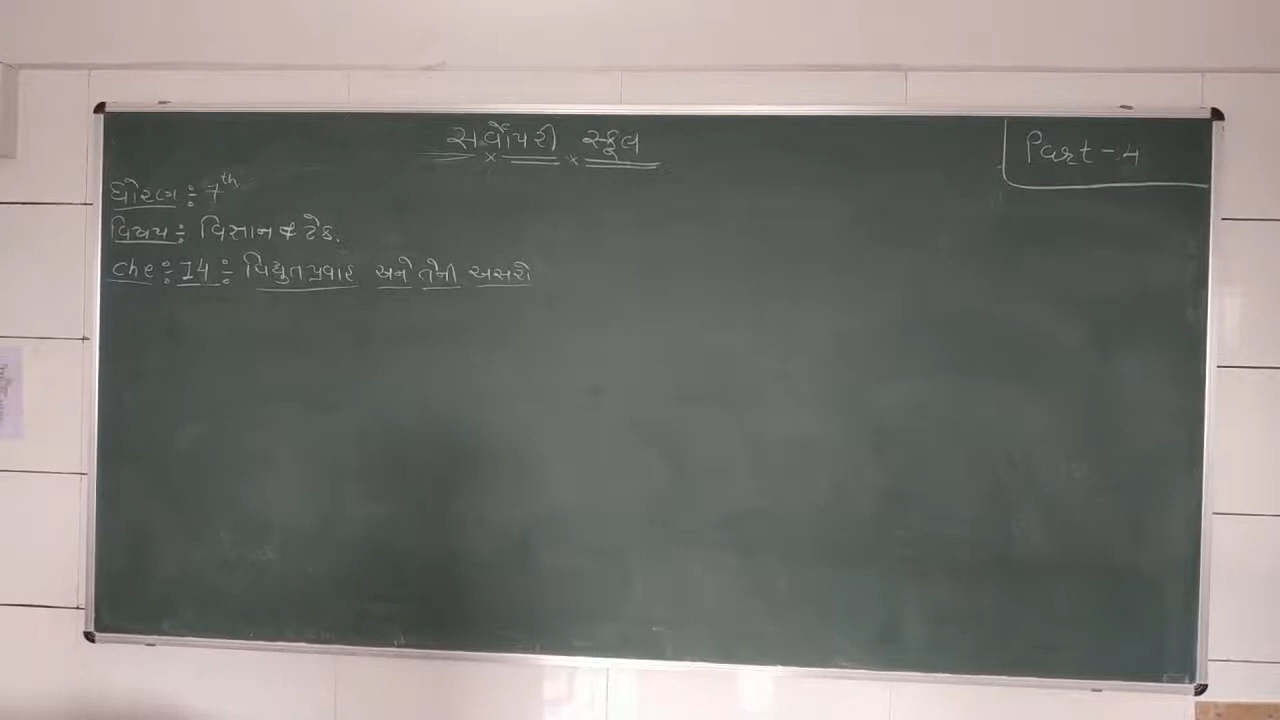 સર્વોપરી સ્કૂલ
Part-4
ધોરણ : 7th
વિષય : વિજ્ઞાન & ટેક.
che : 14 : વિદ્યુતપ્રવાહ અને તેની અસરો